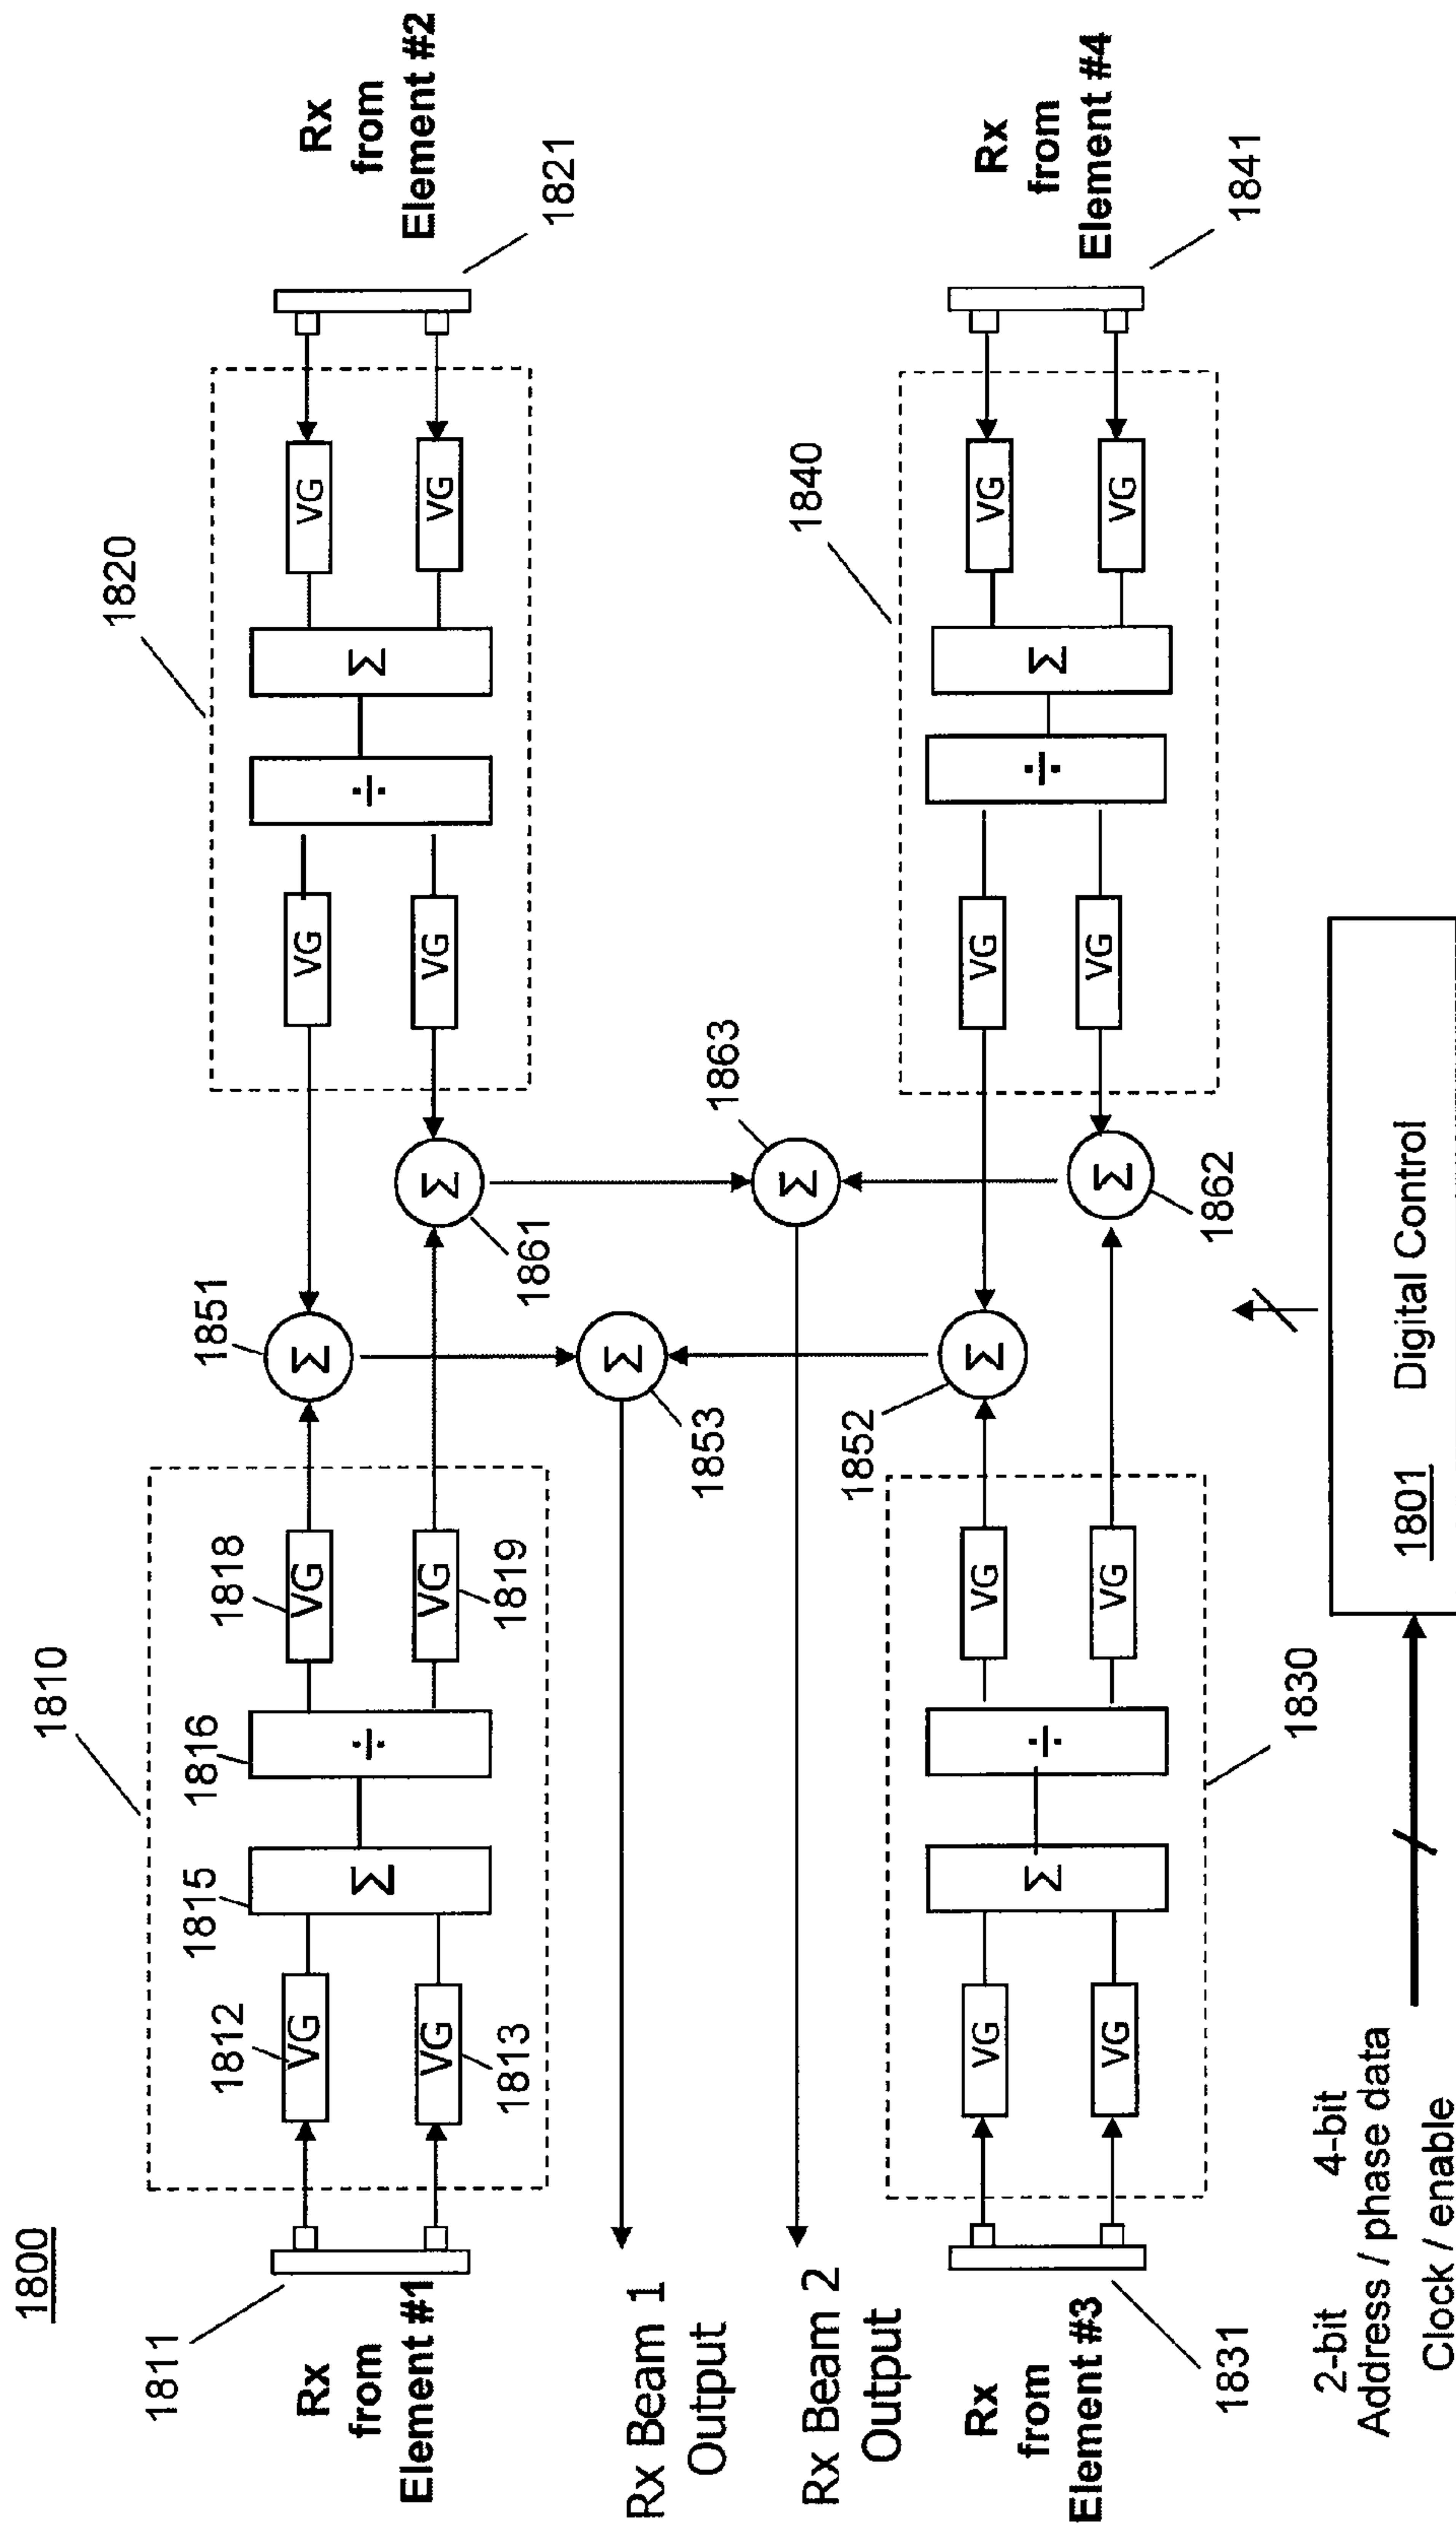 1800
1810
1820
1811
Rx
from
Element #1
1812
VG
VG
1813
1815
Σ
1816
÷
1818
VG
VG
1819
1851
Σ
Σ
1861
VG
VG
÷
Σ
VG
VG
Rx
from
Element #2
1821
Rx Beam 1
Output
Σ
1853
Σ
1863
Rx Beam 2
Output
Rx
from
Element #3
1831
VG
VG
Σ
÷
VG
VG
1830
1852
Σ
Σ
1862
1840
VG
VG
÷
Σ
VG
VG
Rx
from
Element #4
1841
2-bit 4-bit
Address / phase data
Clock / enable
1801 Digital Control